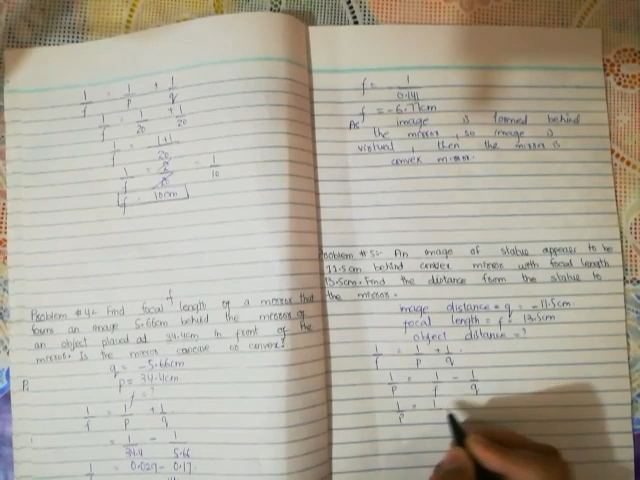 1/f = 1/p + 1/q
1/f = 1/20 + 1/20
1/f = 1+1/20
1/f = 2/20 = 1/10
f = 10cm
Problem #4:- Find focal length of a mirror that
forms an image 5.66cm behind the mirror of
an object placed at 34.4cm in front of the
mirror. Is the mirror concave or convex?
q = -5.66cm
P:
p = 34.4cm
f = ?
1/f = 1/p + 1/q
= 1/34.4 - 1/5.66
1/f = 0.029 - 0.17
f = 1/0.141
f = -6.77cm
As image is formed behind
the mirror, so image is
virtual, then the mirror is
convex mirror.
Problem #5:- An image of statue appears to be
11.5cm behind convex mirror with focal length
13.5cm. Find the distance from the statue to
the mirror.
image distance = q = -11.5cm
focal length = f = 13.5cm
object distance = ?
1/f = 1/p + 1/q
1/p = 1/f - 1/q
1/p = 1